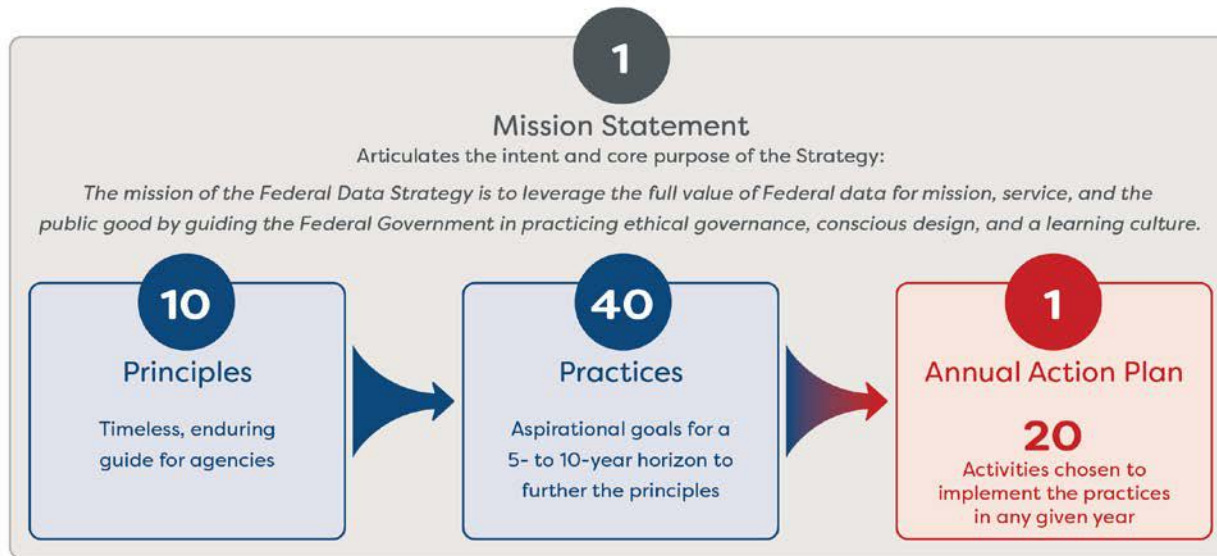 1
Mission Statement
Articulates the intent and core purpose of the Strategy:
The mission of the Federal Data Strategy is to leverage the full value of Federal data for mission, service, and the
public good by guiding the Federal Government in practicing ethical governance, conscious design, and a learning culture.
10
Principles
Timeless, enduring
guide for agencies
40
Practices
Aspirational goals for a
5- to 10-year horizon to
further the principles
1
Annual Action Plan
20
Activities chosen to
implement the practices
in any given year